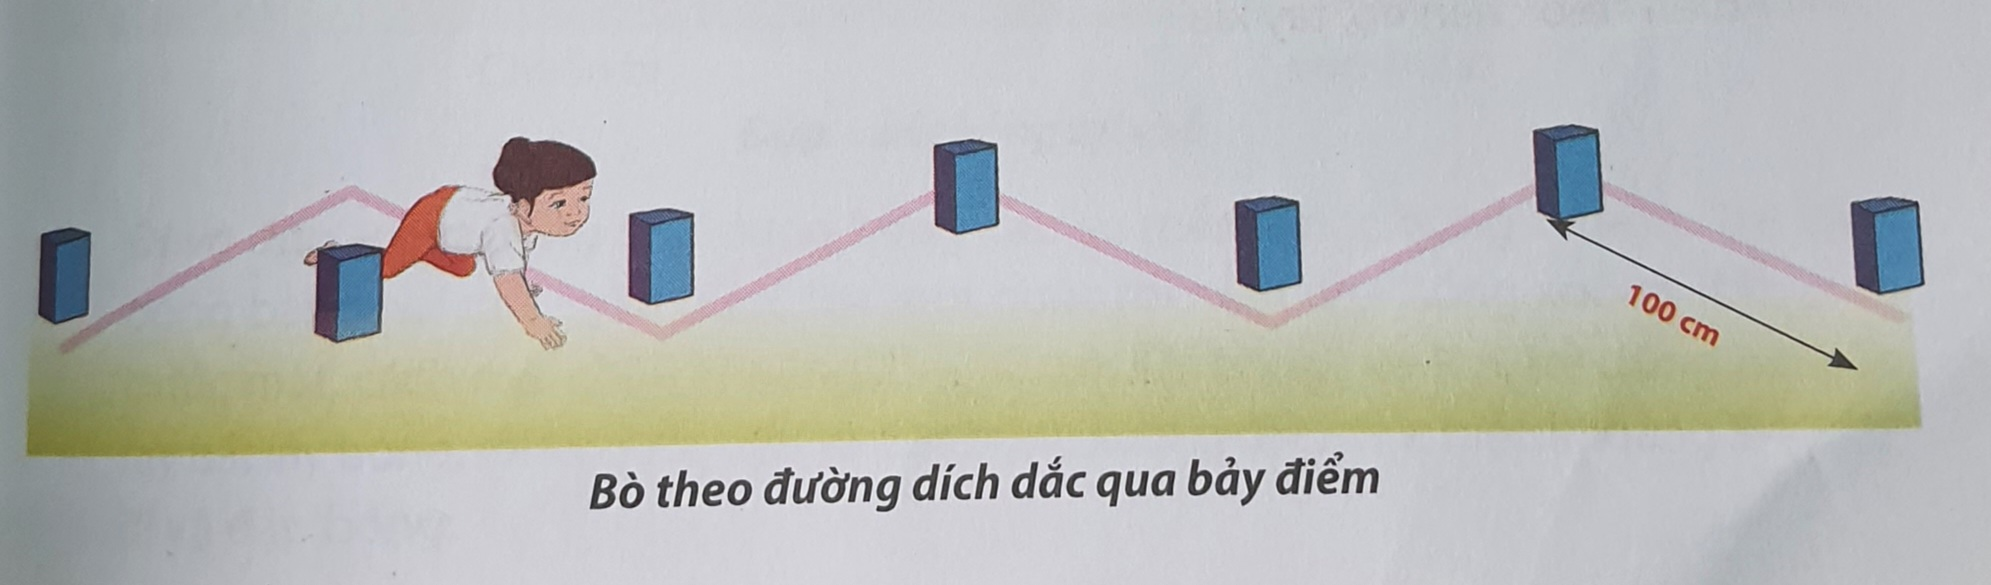 100 cm
Bò theo đường dích dắc qua bảy điểm